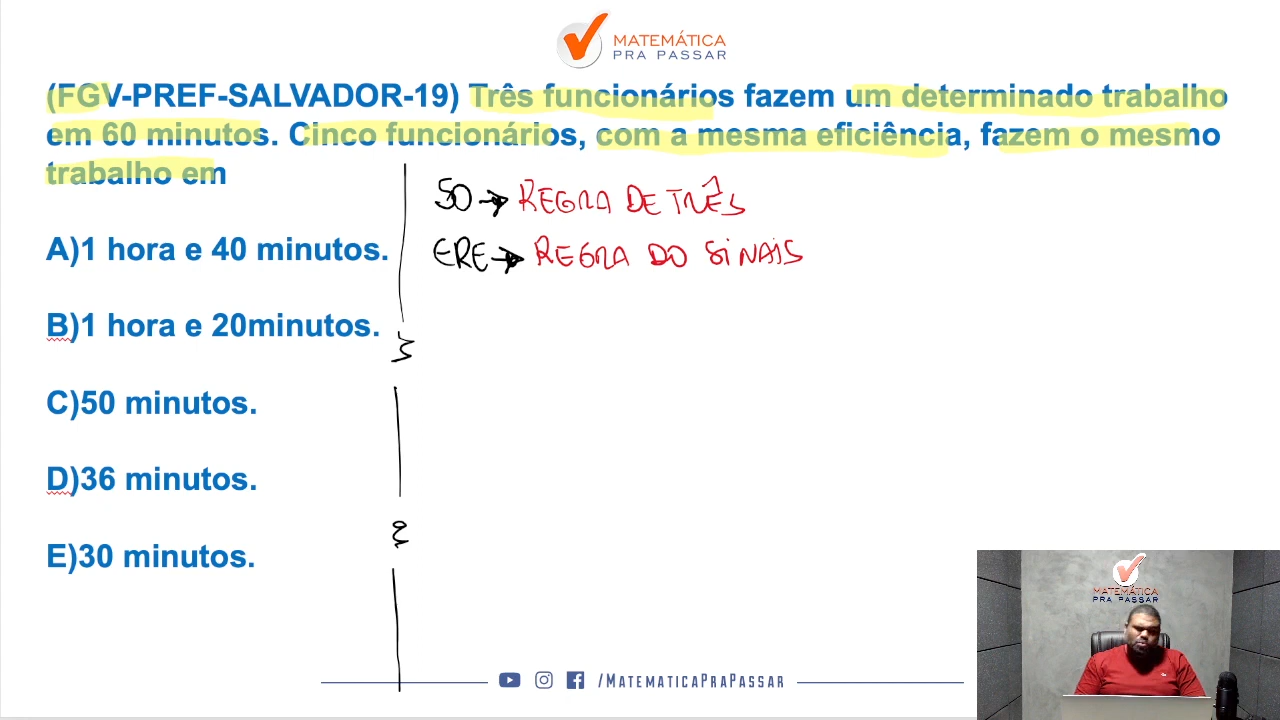 MATEMÁTICA
PRA PASSAR
(FGV-PREF-SALVADOR-19) Três funcionários fazem um determinado trabalho
em 60 minutos. Cinco funcionários, com a mesma eficiência, fazem o mesmo
trabalho em
SO → REGRA DE TRÊS
A)1 hora e 40 minutos.
ERE → REGRA DO SINAIS
B)1 hora e 20minutos.
C)50 minutos.
D)36 minutos.
E)30 minutos.
MATEMÁTICA
PRA PASSAR
/MATEMATICAPRAPASSAR